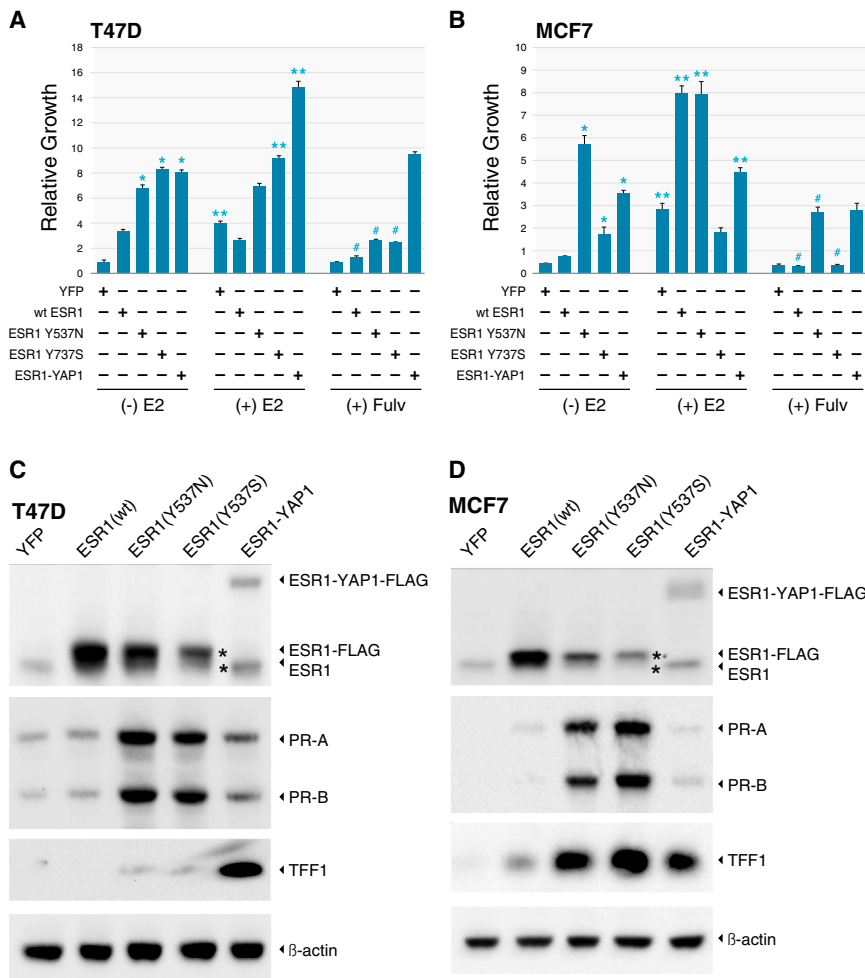 A
T47D
Relative Growth
18
16
14
12
10
8
6
4
2
0
* * * ** ** ** # # #
YFP + – – – – + – – – – + – – – –
wt ESR1 – + – – – – + – – – – + – – –
ESR1 Y537N – – + – – – – + – – – – + – –
ESR1 Y737S – – – + – – – – + – – – – + –
ESR1-YAP1 – – – – + – – – – + – – – – +
(-) E2 (+) E2 (+) Fulv
B
MCF7
Relative Growth
10
9
8
7
6
5
4
3
2
1
0
* * * ** ** ** ** # # #
YFP + – – – – + – – – – + – – – –
wt ESR1 – + – – – – + – – – – + – – –
ESR1 Y537N – – + – – – – + – – – – + – –
ESR1 Y737S – – – + – – – – + – – – – + –
ESR1-YAP1 – – – – + – – – – + – – – – +
(-) E2 (+) E2 (+) Fulv
C
T47D
YFP
ESR1(wt)
ESR1(Y537N)
ESR1(Y537S)
ESR1-YAP1
ESR1-YAP1-FLAG
* ESR1-FLAG
* ESR1
PR-A
PR-B
TFF1
ß-actin
D
MCF7
YFP
ESR1(wt)
ESR1(Y537N)
ESR1(Y537S)
ESR1-YAP1
ESR1-YAP1-FLAG
* ESR1-FLAG
* ESR1
PR-A
PR-B
TFF1
ß-actin